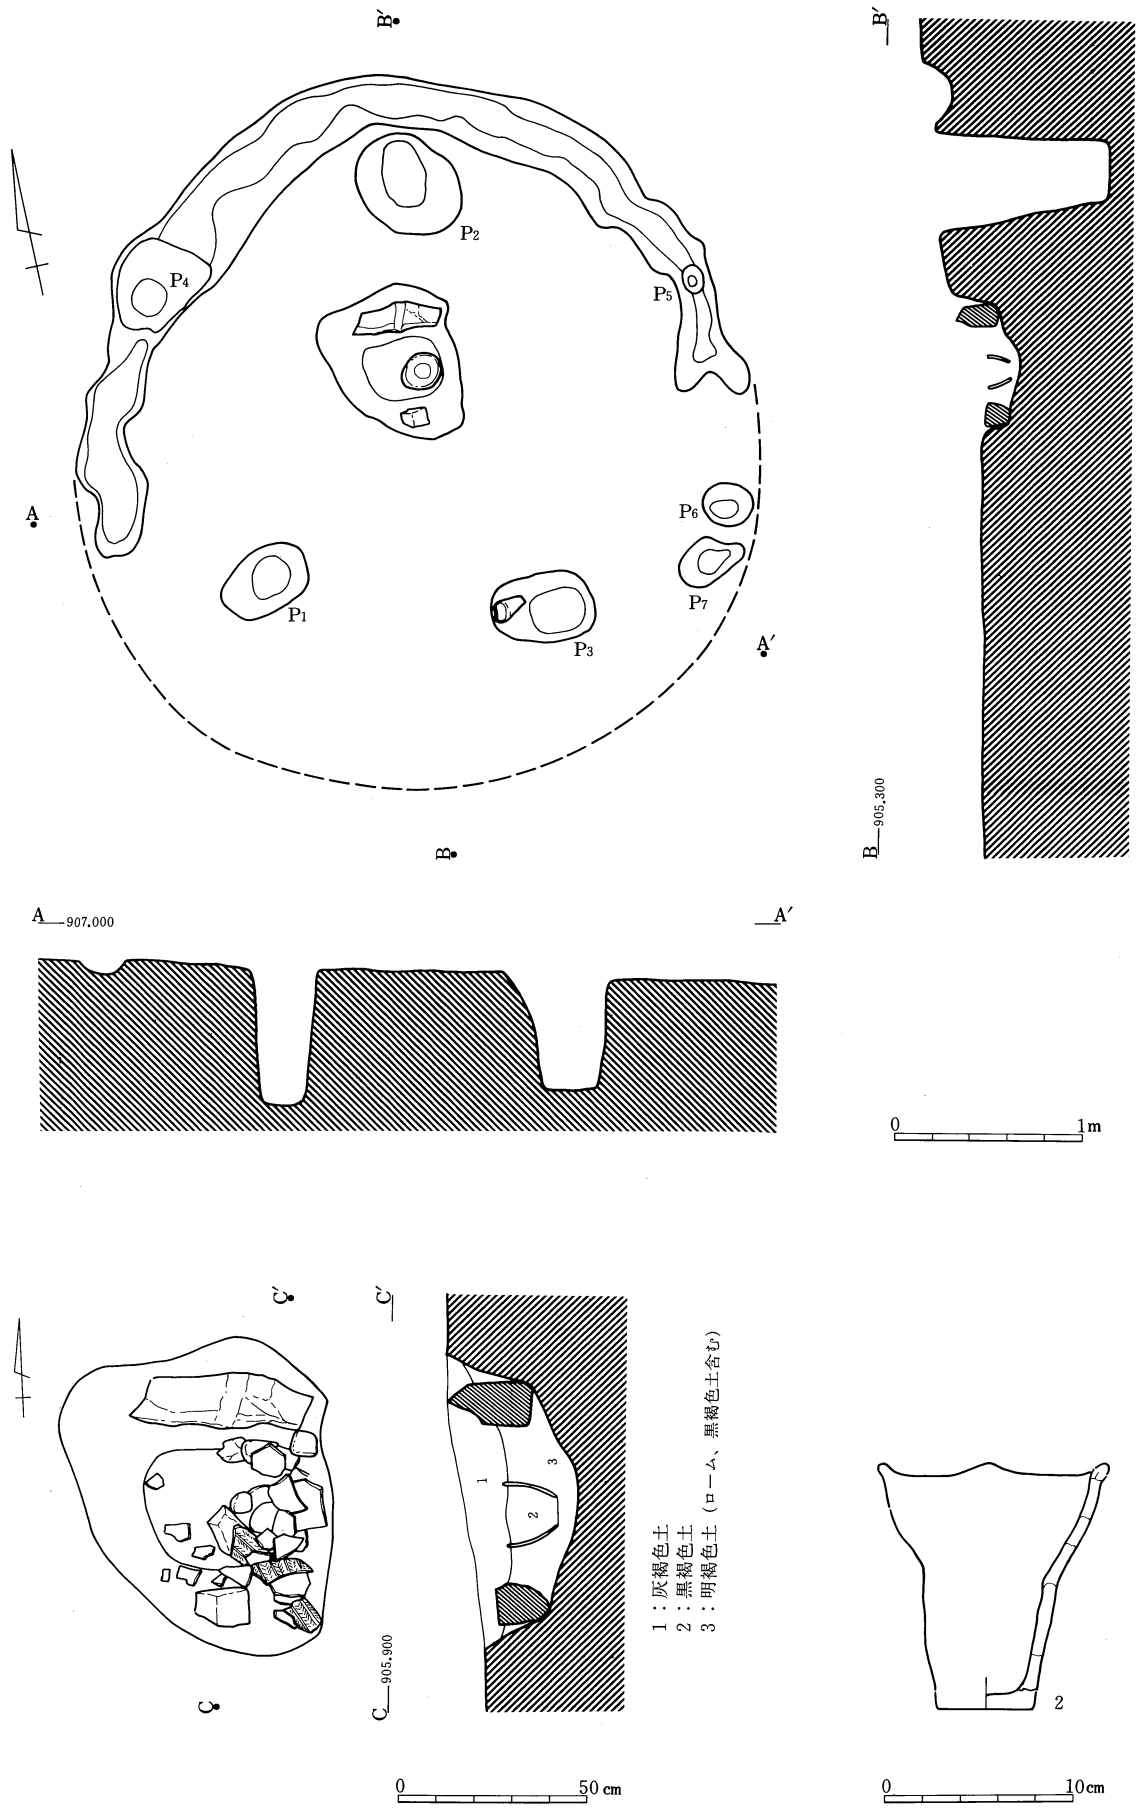 B′
B′
P2
P4
P5
A
P6
P7
P1
P3
A′
B
B—905.300
A—907.000
A′
0 1m
C′
C′
1：灰褐色土
2：黒褐色土
3：明褐色土（ローム、黒褐色土含む）
1
3
2
C
C—905.900
2
0 50cm
0 10cm